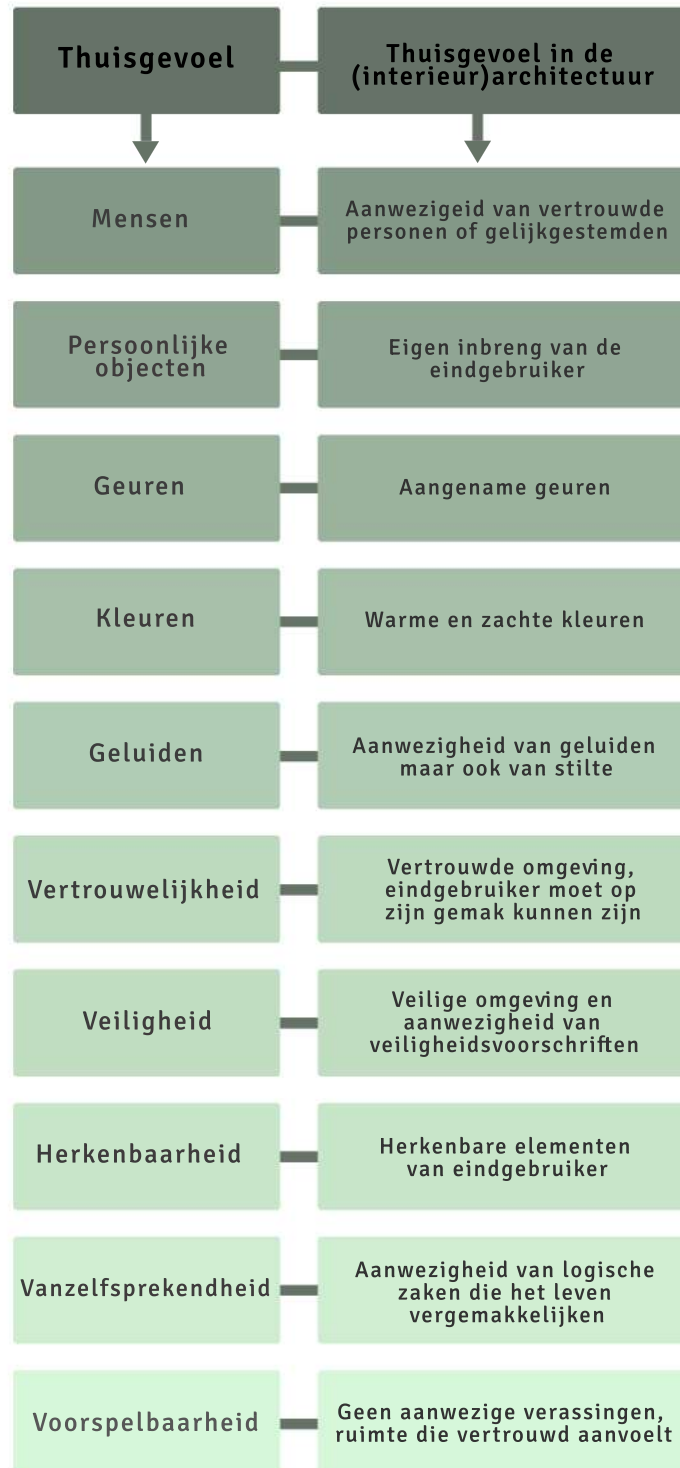 Thuisgevoel
Thuisgevoel in de
(interieur)architectuur
Mensen
Aanwezigeid van vertrouwde
personen of gelijkgestemden
Persoonlijke
objecten
Eigen inbreng van de
eindgebruiker
Geuren
Aangename geuren
Kleuren
Warme en zachte kleuren
Geluiden
Aanwezigheid van geluiden
maar ook van stilte
Vertrouwelijkheid
Vertrouwde omgeving,
eindgebruiker moet op
zijn gemak kunnen zijn
Veiligheid
Veilige omgeving en
aanwezigheid van
veiligheidsvoorschriften
Herkenbaarheid
Herkenbare elementen
van eindgebruiker
Vanzelfsprekendheid
Aanwezigheid van logische
zaken die het leven
vergemakkelijken
Voorspelbaarheid
Geen aanwezige verassingen,
ruimte die vertrouwd aanvoelt